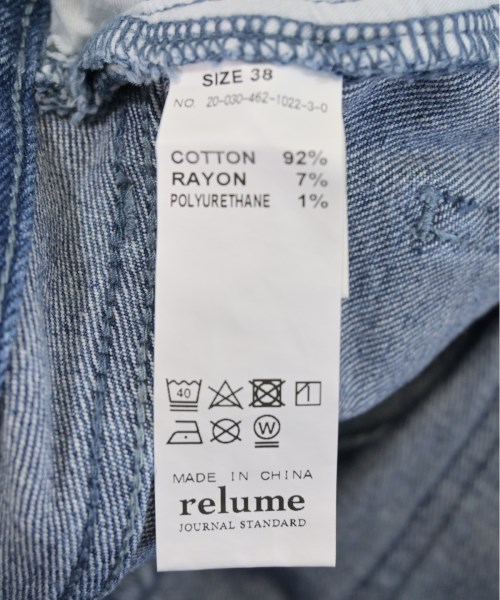 SIZE 38
NO. 20-030-462-1022-3-0
COTTON 92%
RAYON 7%
POLYURETHANE 1%
40
W
MADE IN CHINA
relume
JOURNAL STANDARD